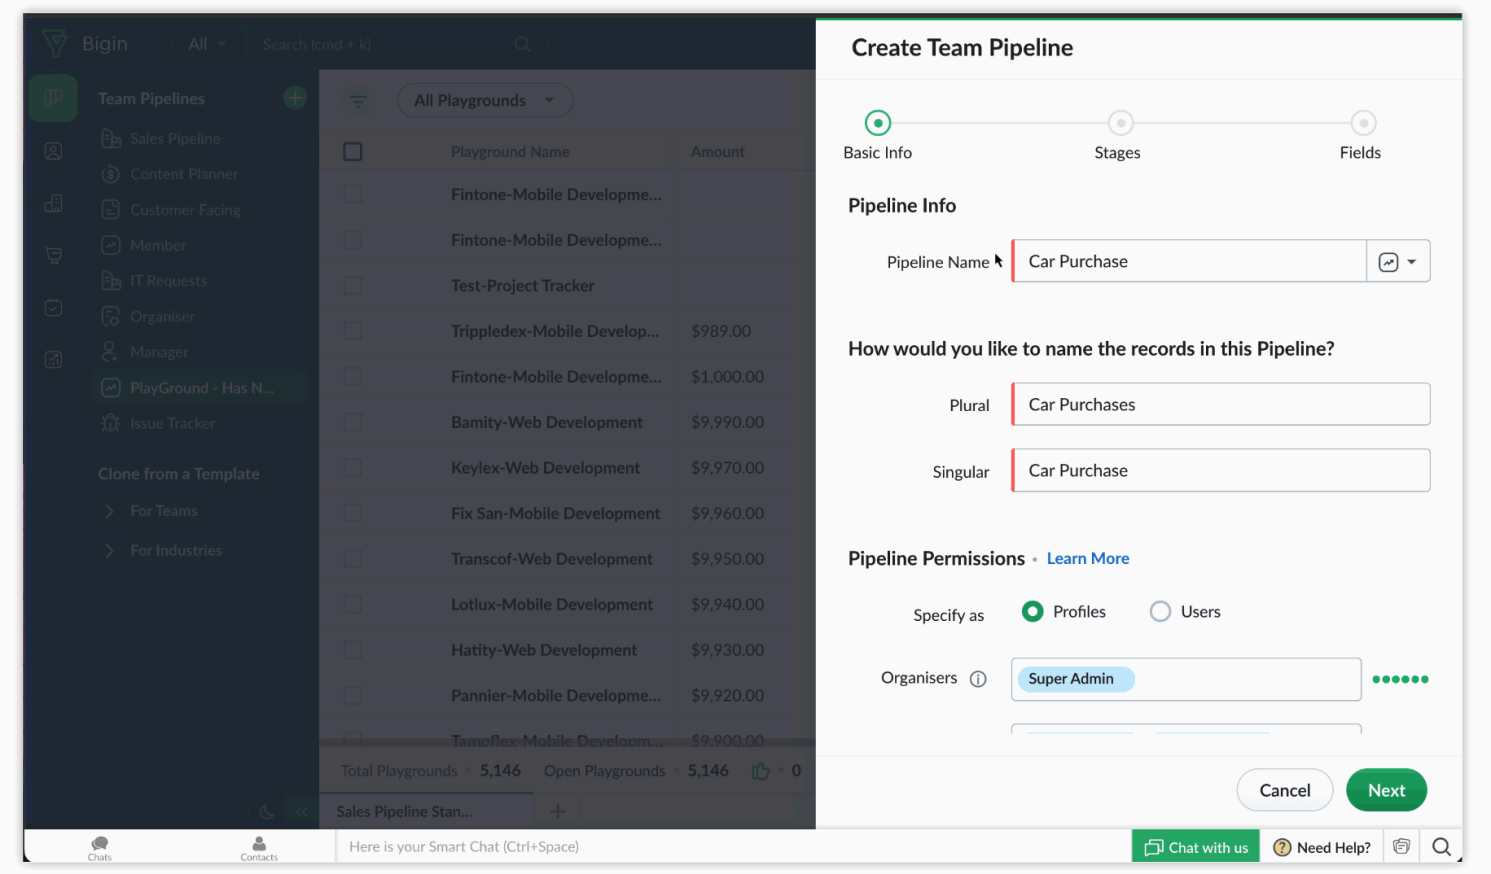 Bigin All Search (cmd + k)
Team Pipelines
Sales Pipeline
Content Planner
Customer Facing
Member
IT Requests
Organiser
Manager
PlayGround - Has N...
Issue Tracker
Clone from a Template
For Teams
For Industries
All Playgrounds
Playground Name Amount
Fintone-Mobile Developme...
Fintone-Mobile Developme...
Test-Project Tracker
Trippledex-Mobile Develop... $989.00
Fintone-Mobile Developme... $1,000.00
Bamity-Web Development $9,990.00
Keylex-Web Development $9,970.00
Fix San-Mobile Development $9,960.00
Transcof-Web Development $9,950.00
Lotlux-Mobile Development $9,940.00
Hatity-Web Development $9,930.00
Pannier-Mobile Developme... $9,920.00
Tampflex-Mobile Developm... $9,900.00
Total Playgrounds 5,146 Open Playgrounds 5,146 0
Sales Pipeline Stan...
Create Team Pipeline
Basic Info Stages Fields
Pipeline Info
Pipeline Name Car Purchase
How would you like to name the records in this Pipeline?
Plural Car Purchases
Singular Car Purchase
Pipeline Permissions • Learn More
Specify as Profiles Users
Organisers Super Admin
Cancel Next
Chats Contacts Here is your Smart Chat (Ctrl+Space) Chat with us Need Help?